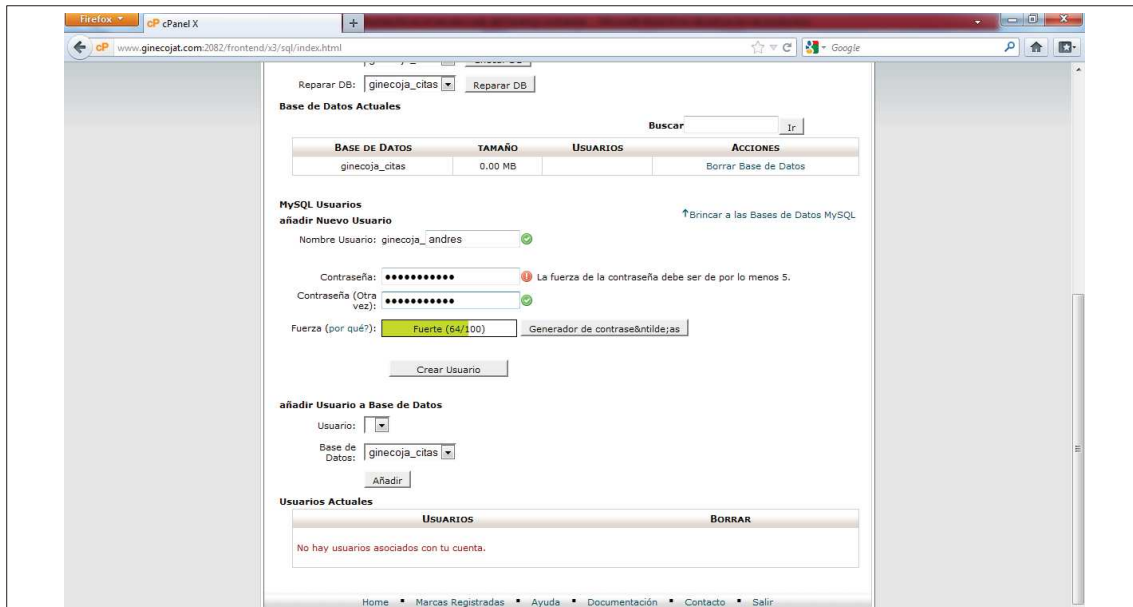 Firefox
cP cPanel X
+
cP www.ginecojat.com:2082/frontend/x3/sql/index.html
Google
Reparar DB: ginecoja_citas Reparar DB
Base de Datos Actuales
Buscar Ir
BASE DE DATOS TAMAÑO USUARIOS ACCIONES
ginecoja_citas 0.00 MB Borrar Base de Datos
MySQL Usuarios
Brincar a las Bases de Datos MySQL
añadir Nuevo Usuario
Nombre Usuario: ginecoja_ andres
Contraseña: ●●●●●●●●●●● La fuerza de la contraseña debe ser de por lo menos 5.
Contraseña (Otra
vez): ●●●●●●●●●●●
Fuerza (por qué?): Fuerte (64/100) Generador de contrase&ntilde;as
Crear Usuario
añadir Usuario a Base de Datos
Usuario:
Base de
Datos: ginecoja_citas
Añadir
Usuarios Actuales
USUARIOS BORRAR
No hay usuarios asociados con tu cuenta.
Home ▪ Marcas Registradas ▪ Ayuda ▪ Documentación ▪ Contacto ▪ Salir